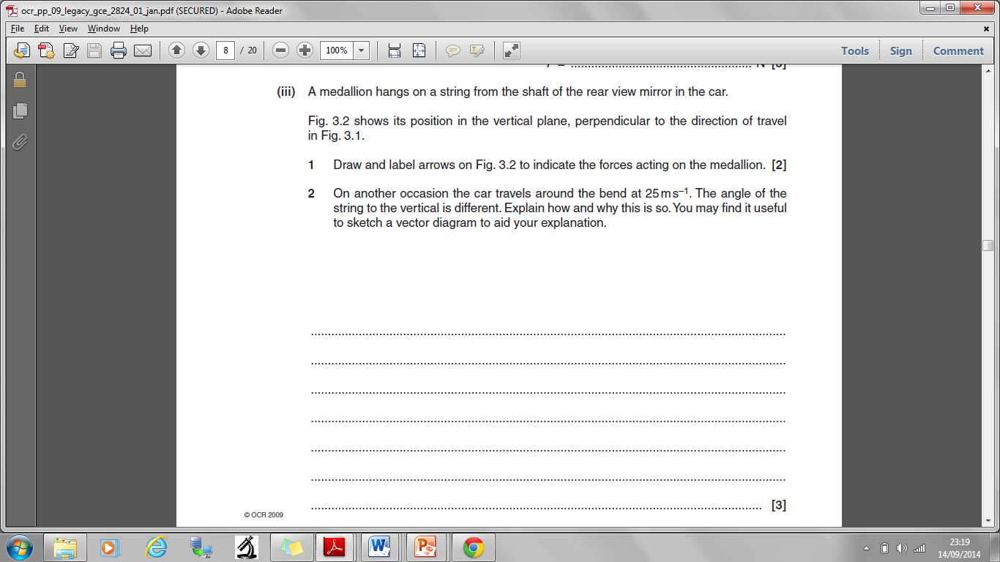 ocr_pp_09_legacy_gce_2824_01_jan.pdf (SECURED) - Adobe Reader
File Edit View Window Help
8 / 20 100% Tools Sign Comment
(iii) A medallion hangs on a string from the shaft of the rear view mirror in the car.
Fig. 3.2 shows its position in the vertical plane, perpendicular to the direction of travel
in Fig. 3.1.
1 Draw and label arrows on Fig. 3.2 to indicate the forces acting on the medallion. [2]
2 On another occasion the car travels around the bend at 25 m s⁻¹. The angle of the
string to the vertical is different. Explain how and why this is so. You may find it useful
to sketch a vector diagram to aid your explanation.
..........................................................................................................................................
..........................................................................................................................................
..........................................................................................................................................
..........................................................................................................................................
..........................................................................................................................................
..........................................................................................................................................
................................................................................................................................... [3]
© OCR 2009
23:19
14/09/2014